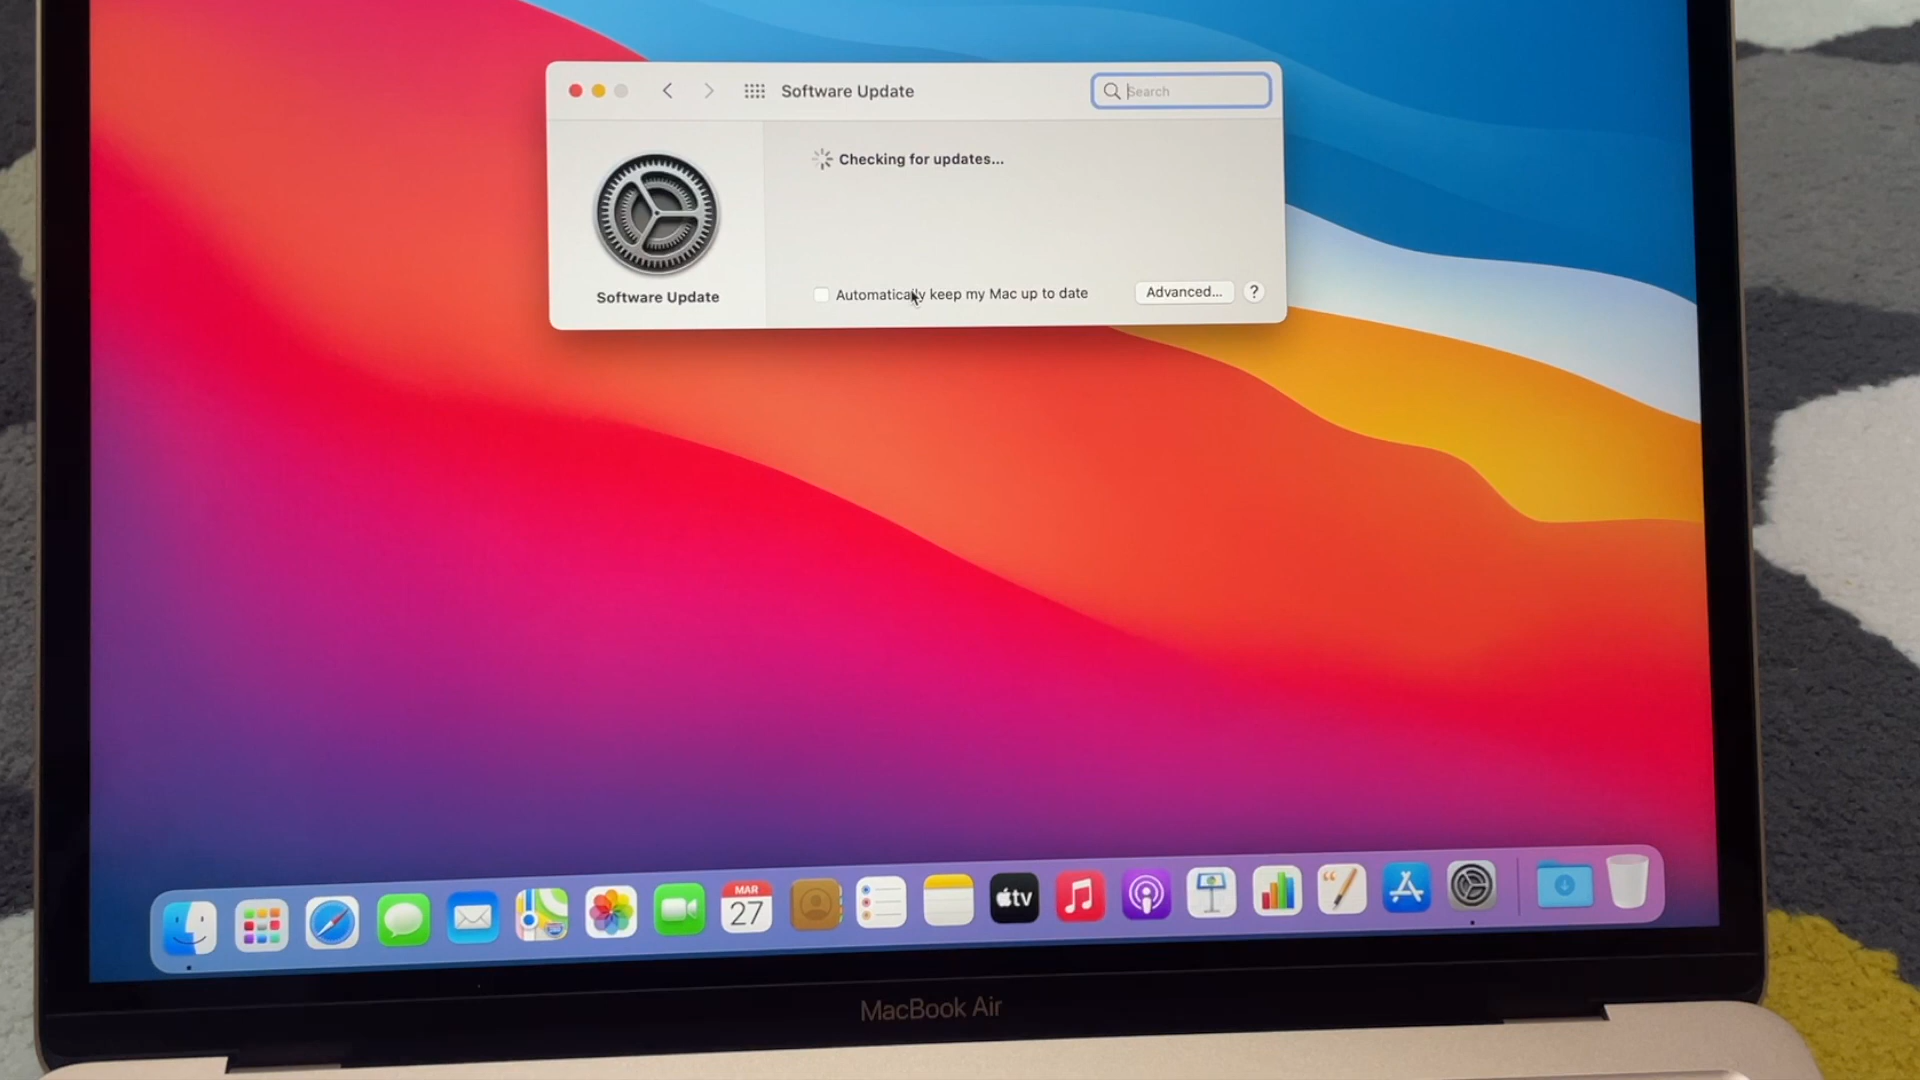 Software Update
Search
Checking for updates...
Software Update
Automatically keep my Mac up to date
Advanced...
?
MAR
27
tv
MacBook Air